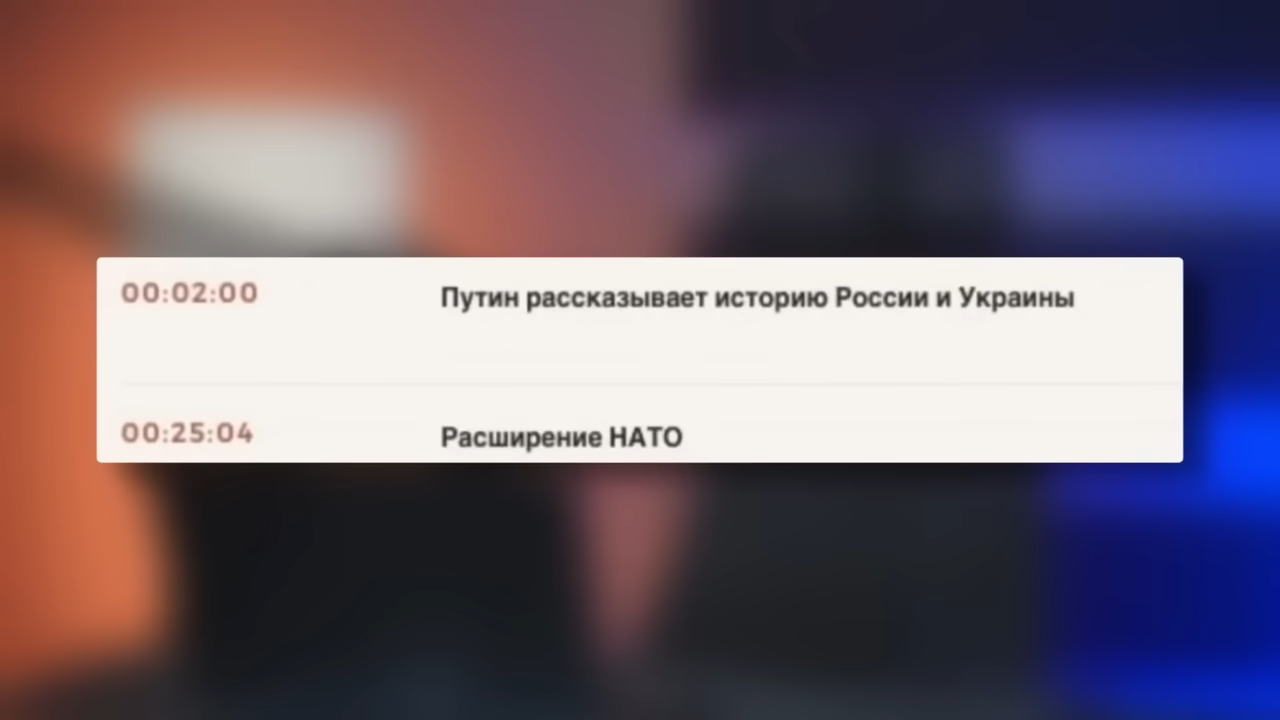 00:02:00 Путин рассказывает историю России и Украины
00:25:04 Расширение НАТО